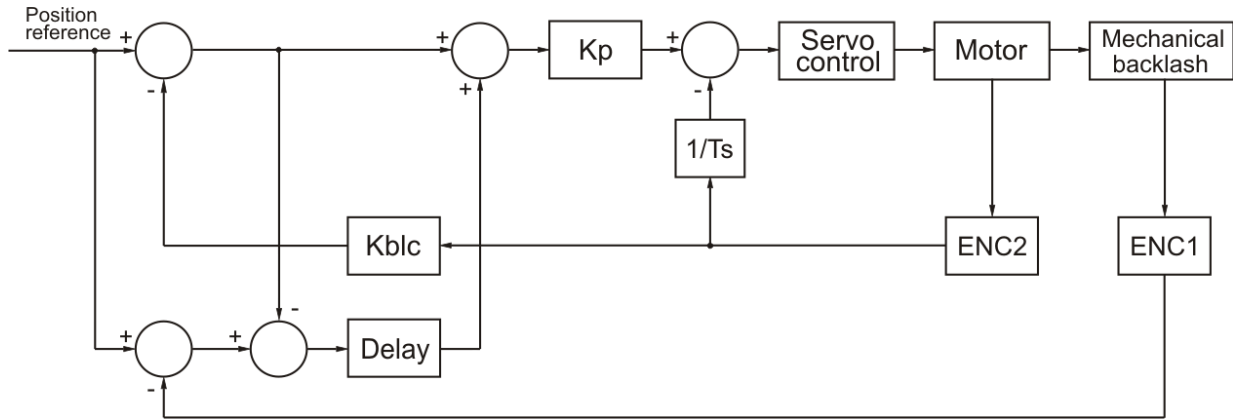 Position
reference
+
-
+
+
Kp
+
-
Servo
control
Motor
Mechanical
backlash
1/Ts
Kblc
ENC2
ENC1
+
-
+
-
Delay